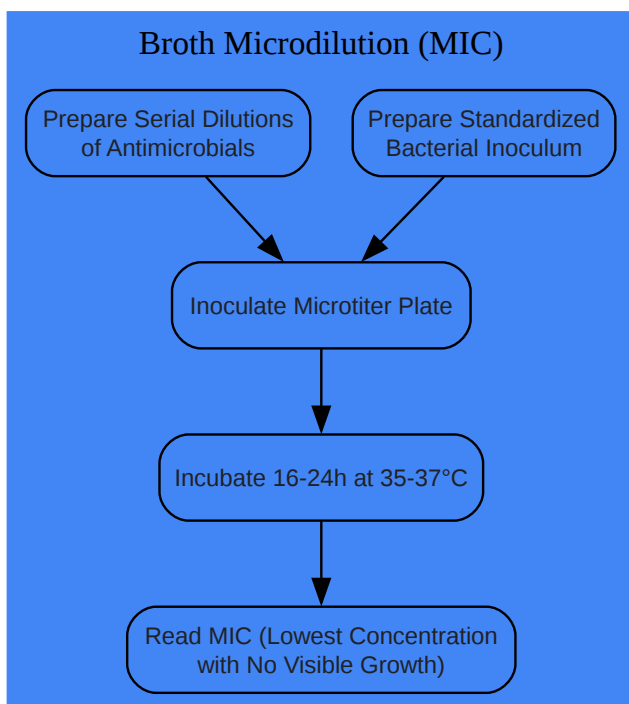 Broth Microdilution (MIC)
Prepare Serial Dilutions
of Antimicrobials
Prepare Standardized
Bacterial Inoculum
Inoculate Microtiter Plate
Incubate 16-24h at 35-37°C
Read MIC (Lowest Concentration
with No Visible Growth)